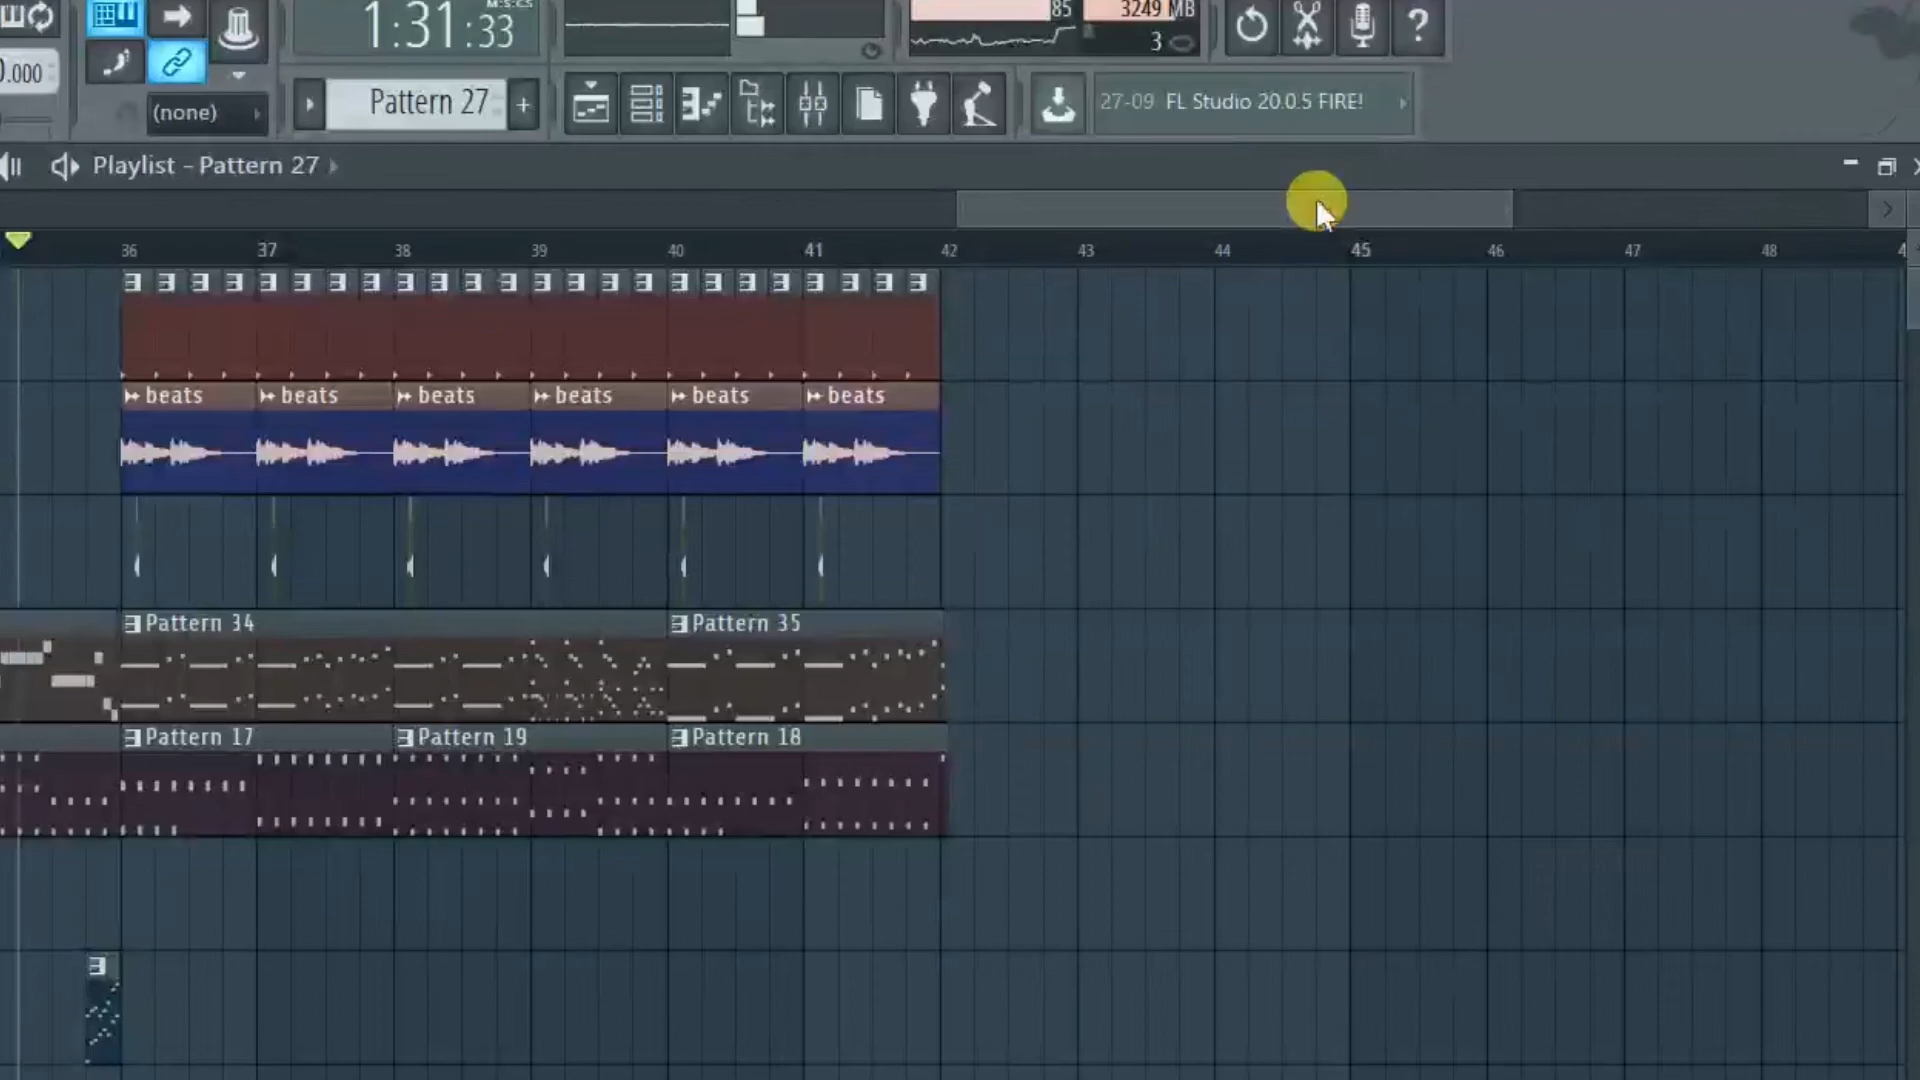 1:31:33
M:S:CS
85
3249 MB
3
?
0.000
(none)
Pattern 27
+
27-09 FL Studio 20.0.5 FIRE!
Playlist - Pattern 27
36 37 38 39 40 41 42 43 44 45 46 47 48 4
beats beats beats beats beats beats
Pattern 34 Pattern 35
Pattern 17 Pattern 19 Pattern 18